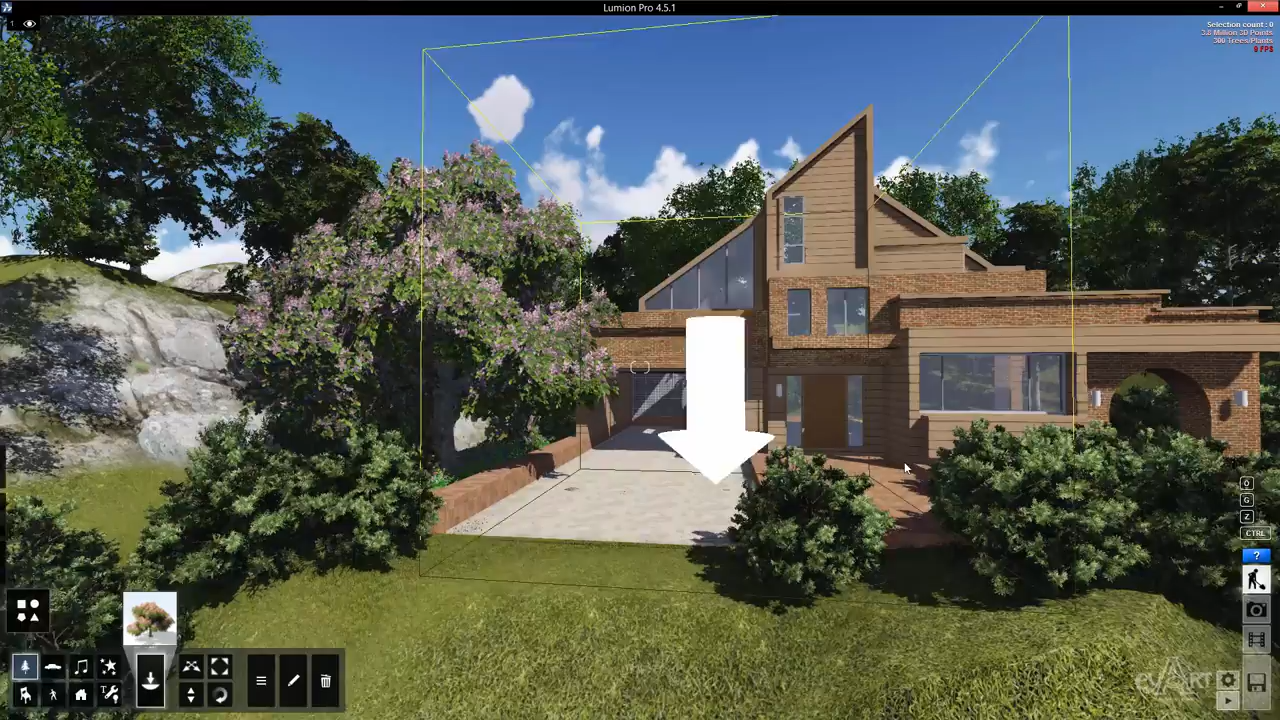 Lumion Pro 4.5.1
1
Selection count : 0
3.8 Million 3D Points
300 Trees/Plants
0 FPS
O
G
Z
CTRL
?
evART